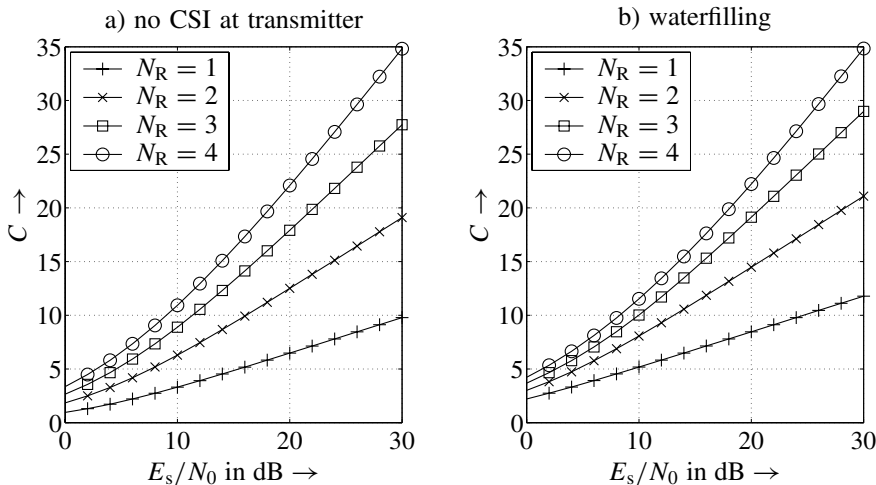 a) no CSI at transmitter
35
30
25
20
15
10
5
0
C →
N_R = 1
N_R = 2
N_R = 3
N_R = 4
0 10 20 30
E_s/N_0 in dB →
b) waterfilling
35
30
25
20
15
10
5
0
C →
N_R = 1
N_R = 2
N_R = 3
N_R = 4
0 10 20 30
E_s/N_0 in dB →